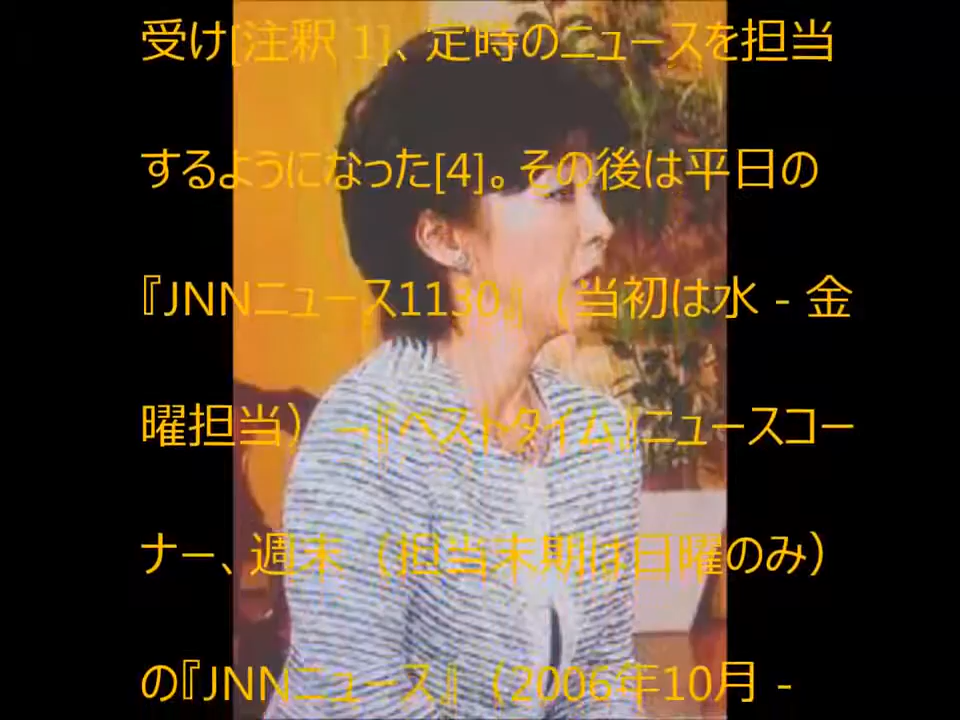 受け[注釈 1]、定時のニュースを担当
するようになった[4]。その後は平日の
『JNNニュース1130』（当初は水 - 金
曜担当）→『ベストタイム』ニュースコー
ナー、週末（担当末期は日曜のみ）
の『JNNニュース』（2006年10月 -